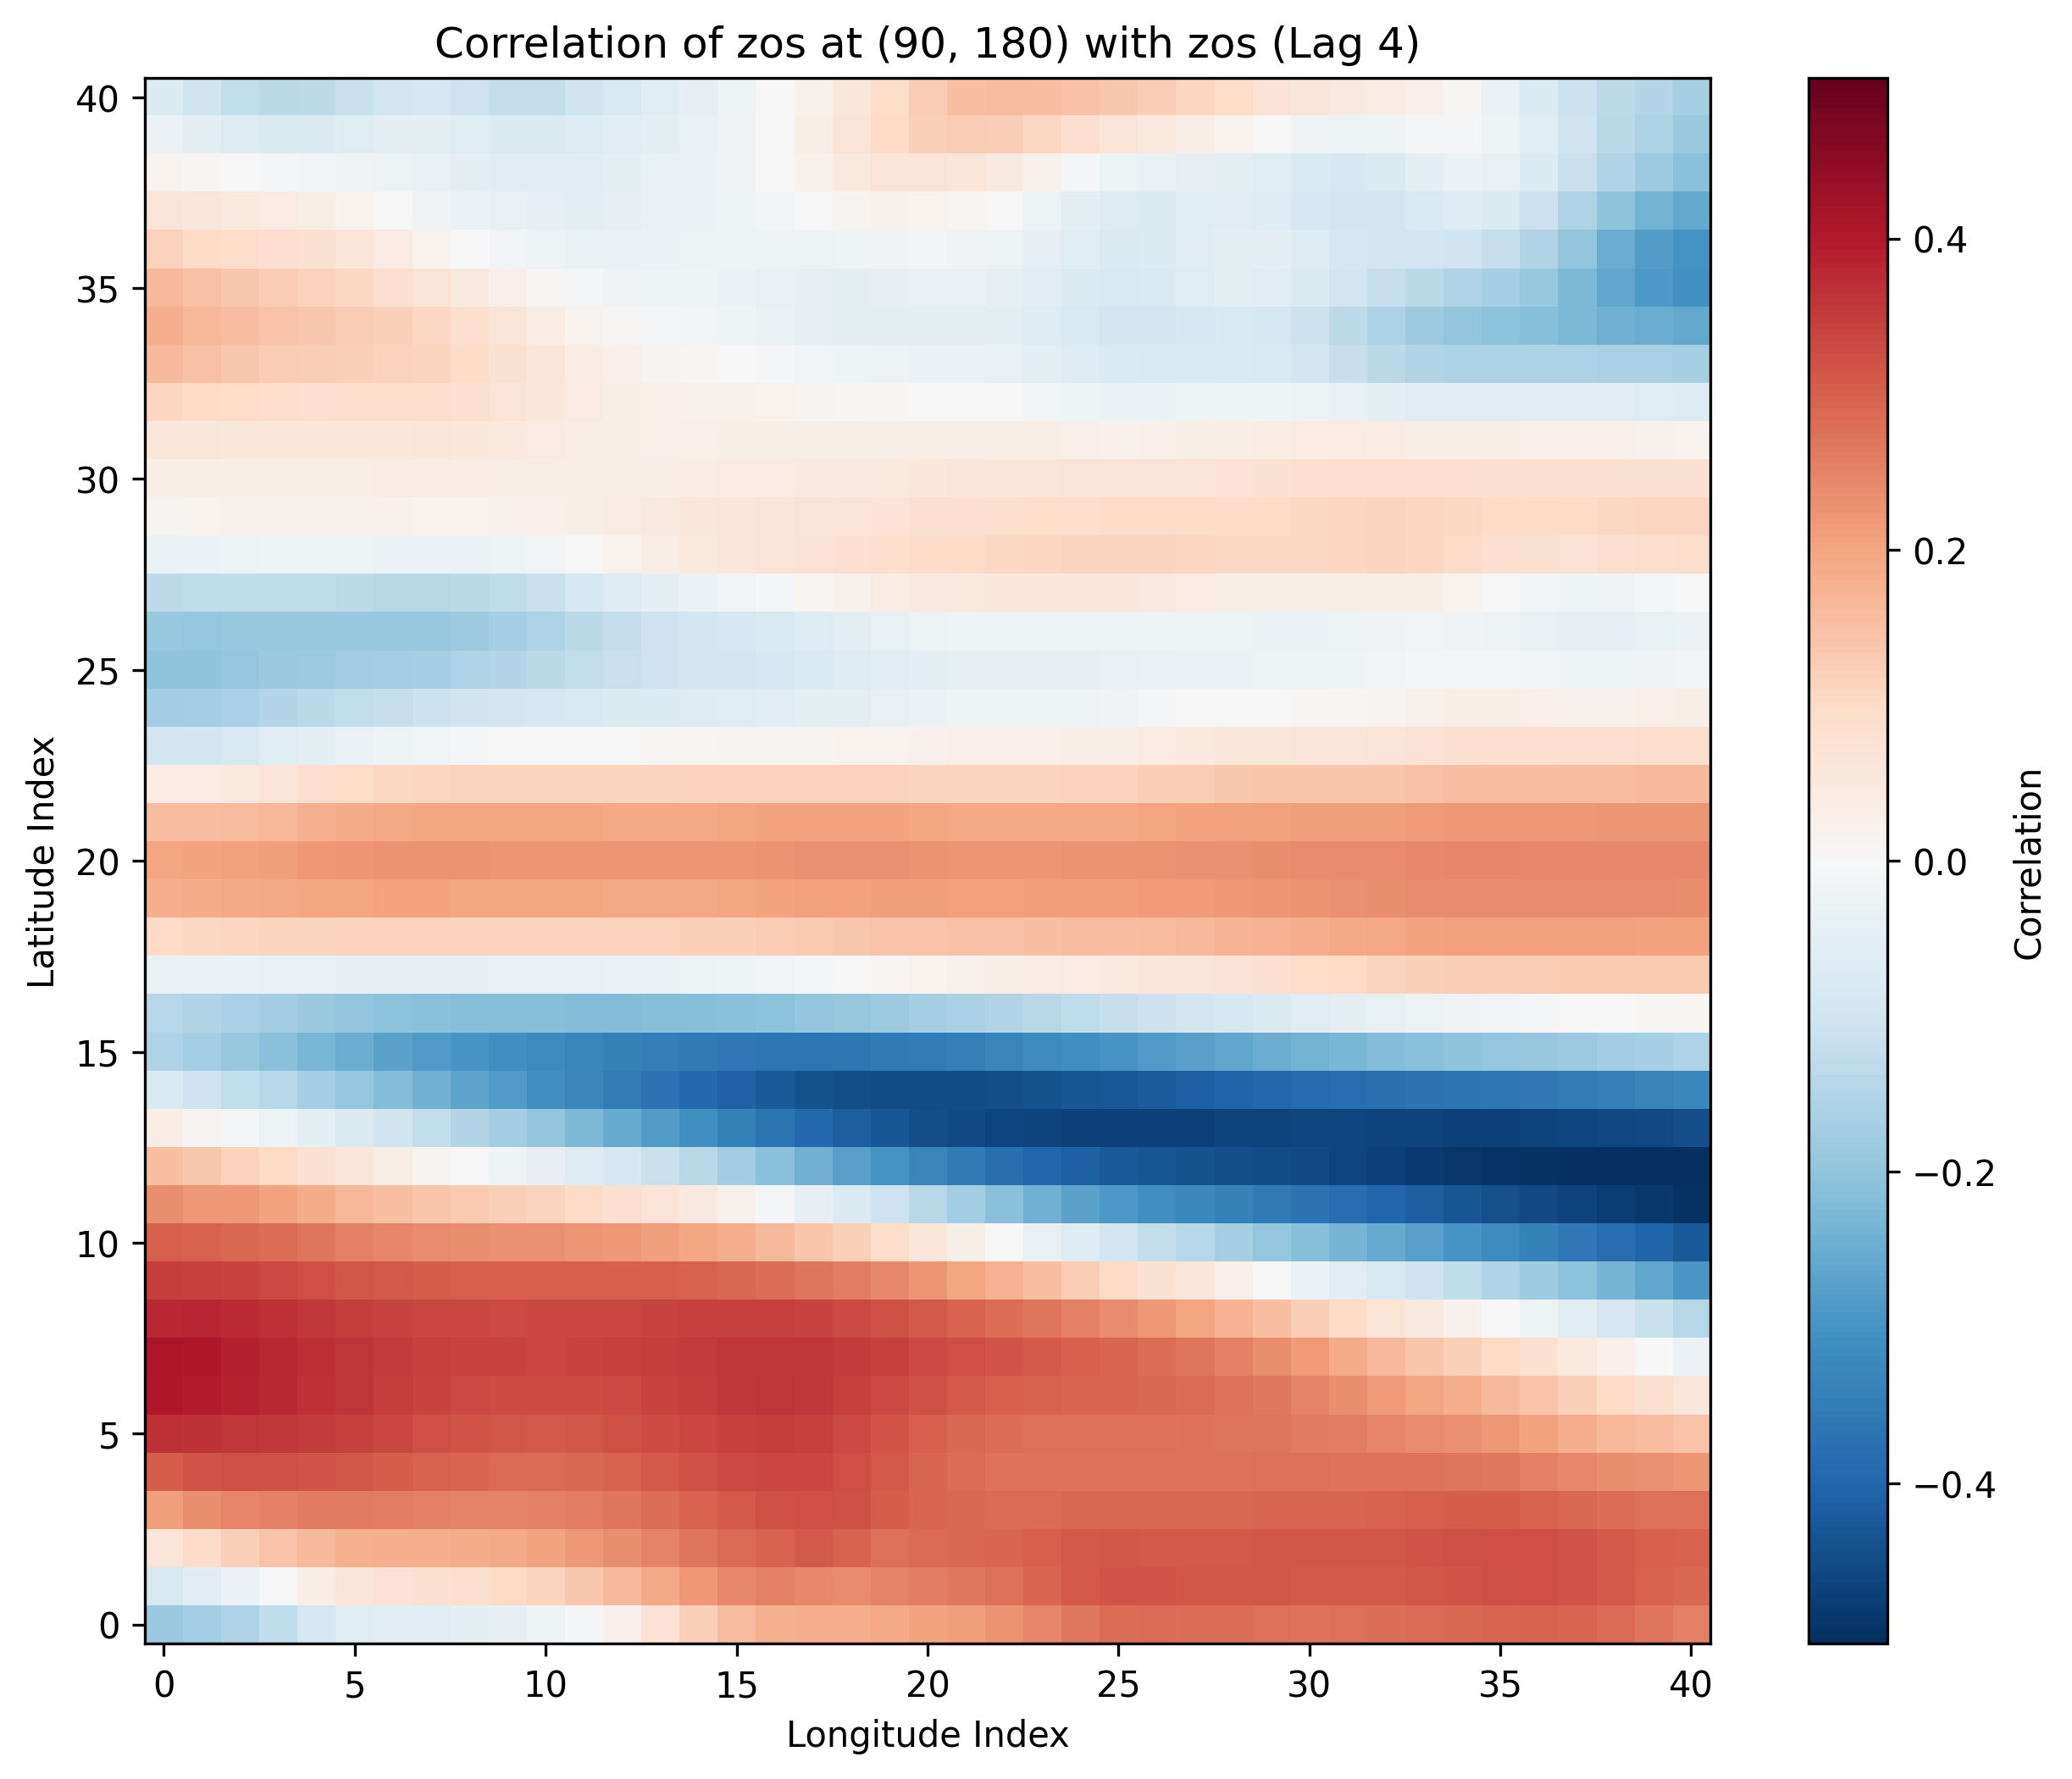 Correlation of zos at (90, 180) with zos (Lag 4)
40
35
30
25
20
15
10
5
0
Latitude Index
0 5 10 15 20 25 30 35 40
Longitude Index
0.4
0.2
0.0
−0.2
−0.4
Correlation